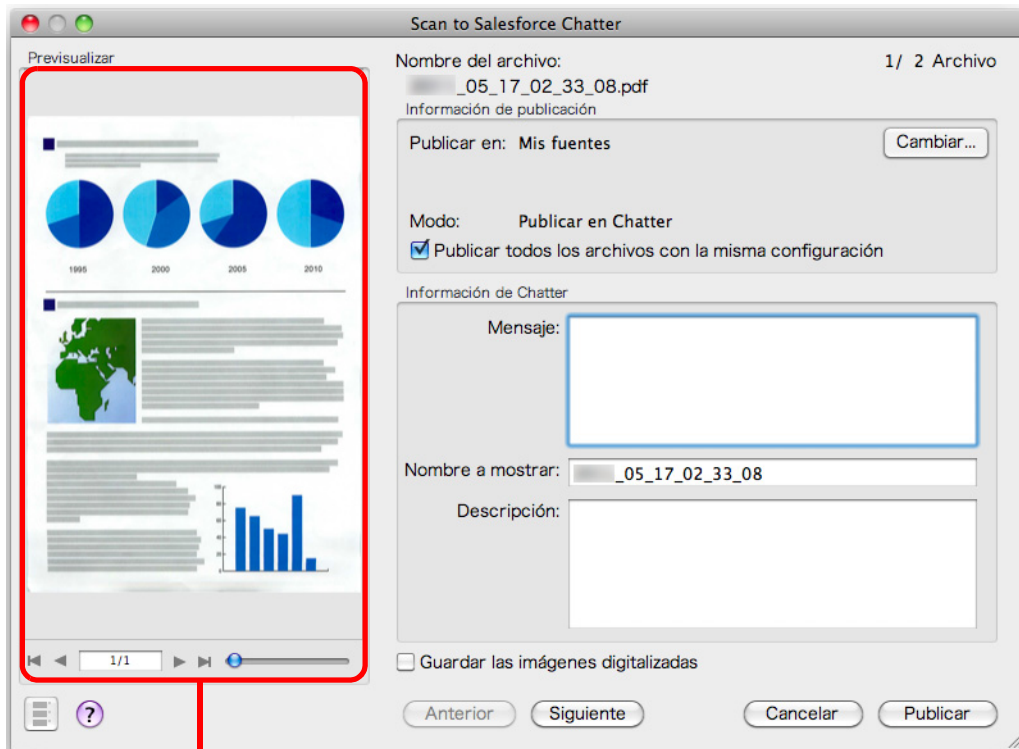 Scan to Salesforce Chatter
Previsualizar
1995 2000 2005 2010
1/1
Nombre del archivo: 1/ 2 Archivo
_05_17_02_33_08.pdf
Información de publicación
Publicar en: Mis fuentes Cambiar...
Modo: Publicar en Chatter
Publicar todos los archivos con la misma configuración
Información de Chatter
Mensaje:
Nombre a mostrar: _05_17_02_33_08
Descripción:
Guardar las imágenes digitalizadas
? Anterior Siguiente Cancelar Publicar